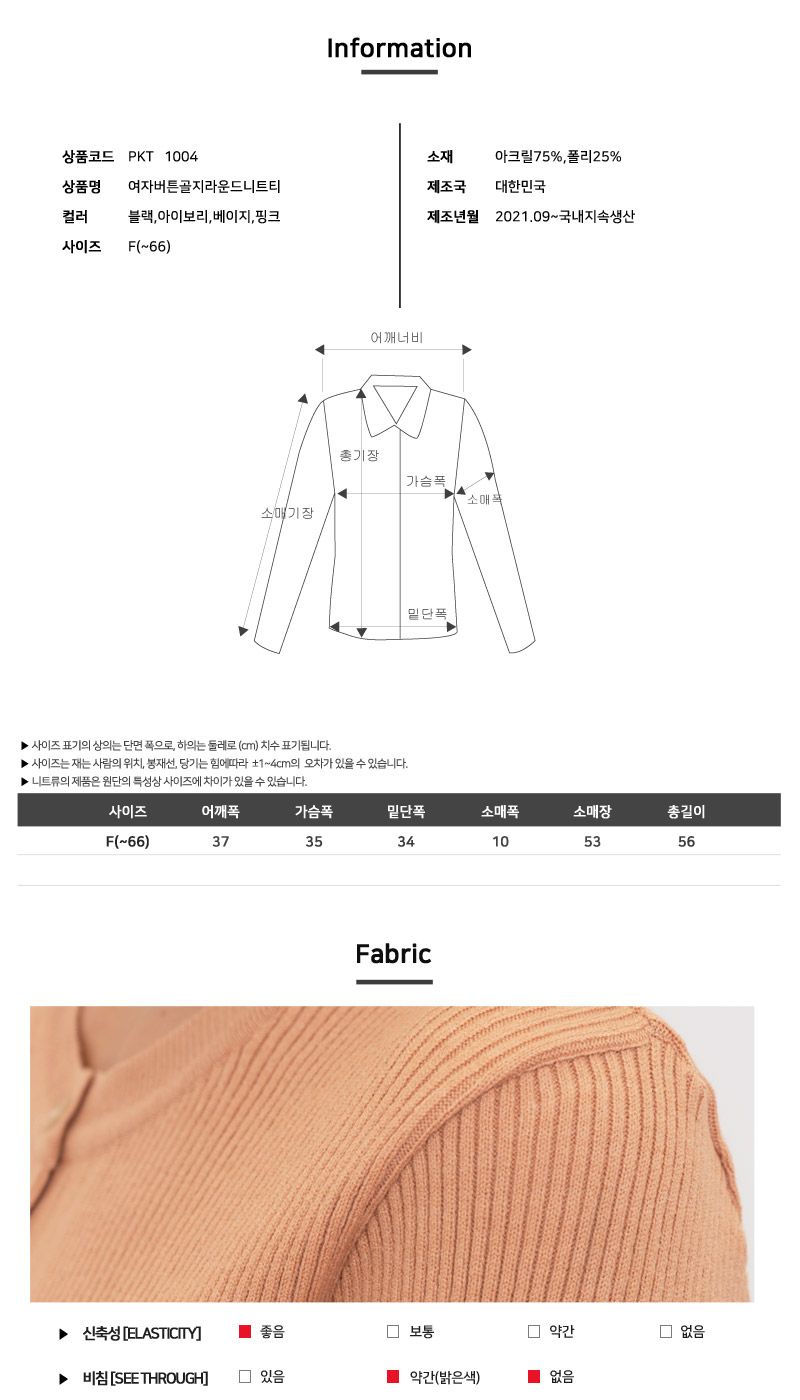 Information
상품코드 PKT 1004
상품명 여자버튼골지라운드니트티
컬러 블랙,아이보리,베이지,핑크
사이즈 F(~66)
소재 아크릴75%,폴리25%
제조국 대한민국
제조년월 2021.09~국내지속생산
어깨너비
총기장
가슴폭
소매폭
소매기장
밑단폭
▶ 사이즈 표기의 상의는 단면 폭으로, 하의는 둘레로 (cm) 치수 표기됩니다.
▶ 사이즈는 재는 사람의 위치, 봉재선, 당기는 힘에따라 ±1~4cm의 오차가 있을 수 있습니다.
▶ 니트류의 제품은 원단의 특성상 사이즈에 차이가 있을 수 있습니다.
사이즈 어깨폭 가슴폭 밑단폭 소매폭 소매장 총길이
F(~66) 37 35 34 10 53 56
Fabric
▶ 신축성 [ELASTICITY] 좋음 보통 약간 없음
▶ 비침 [SEE THROUGH] 있음 약간(밝은색) 없음